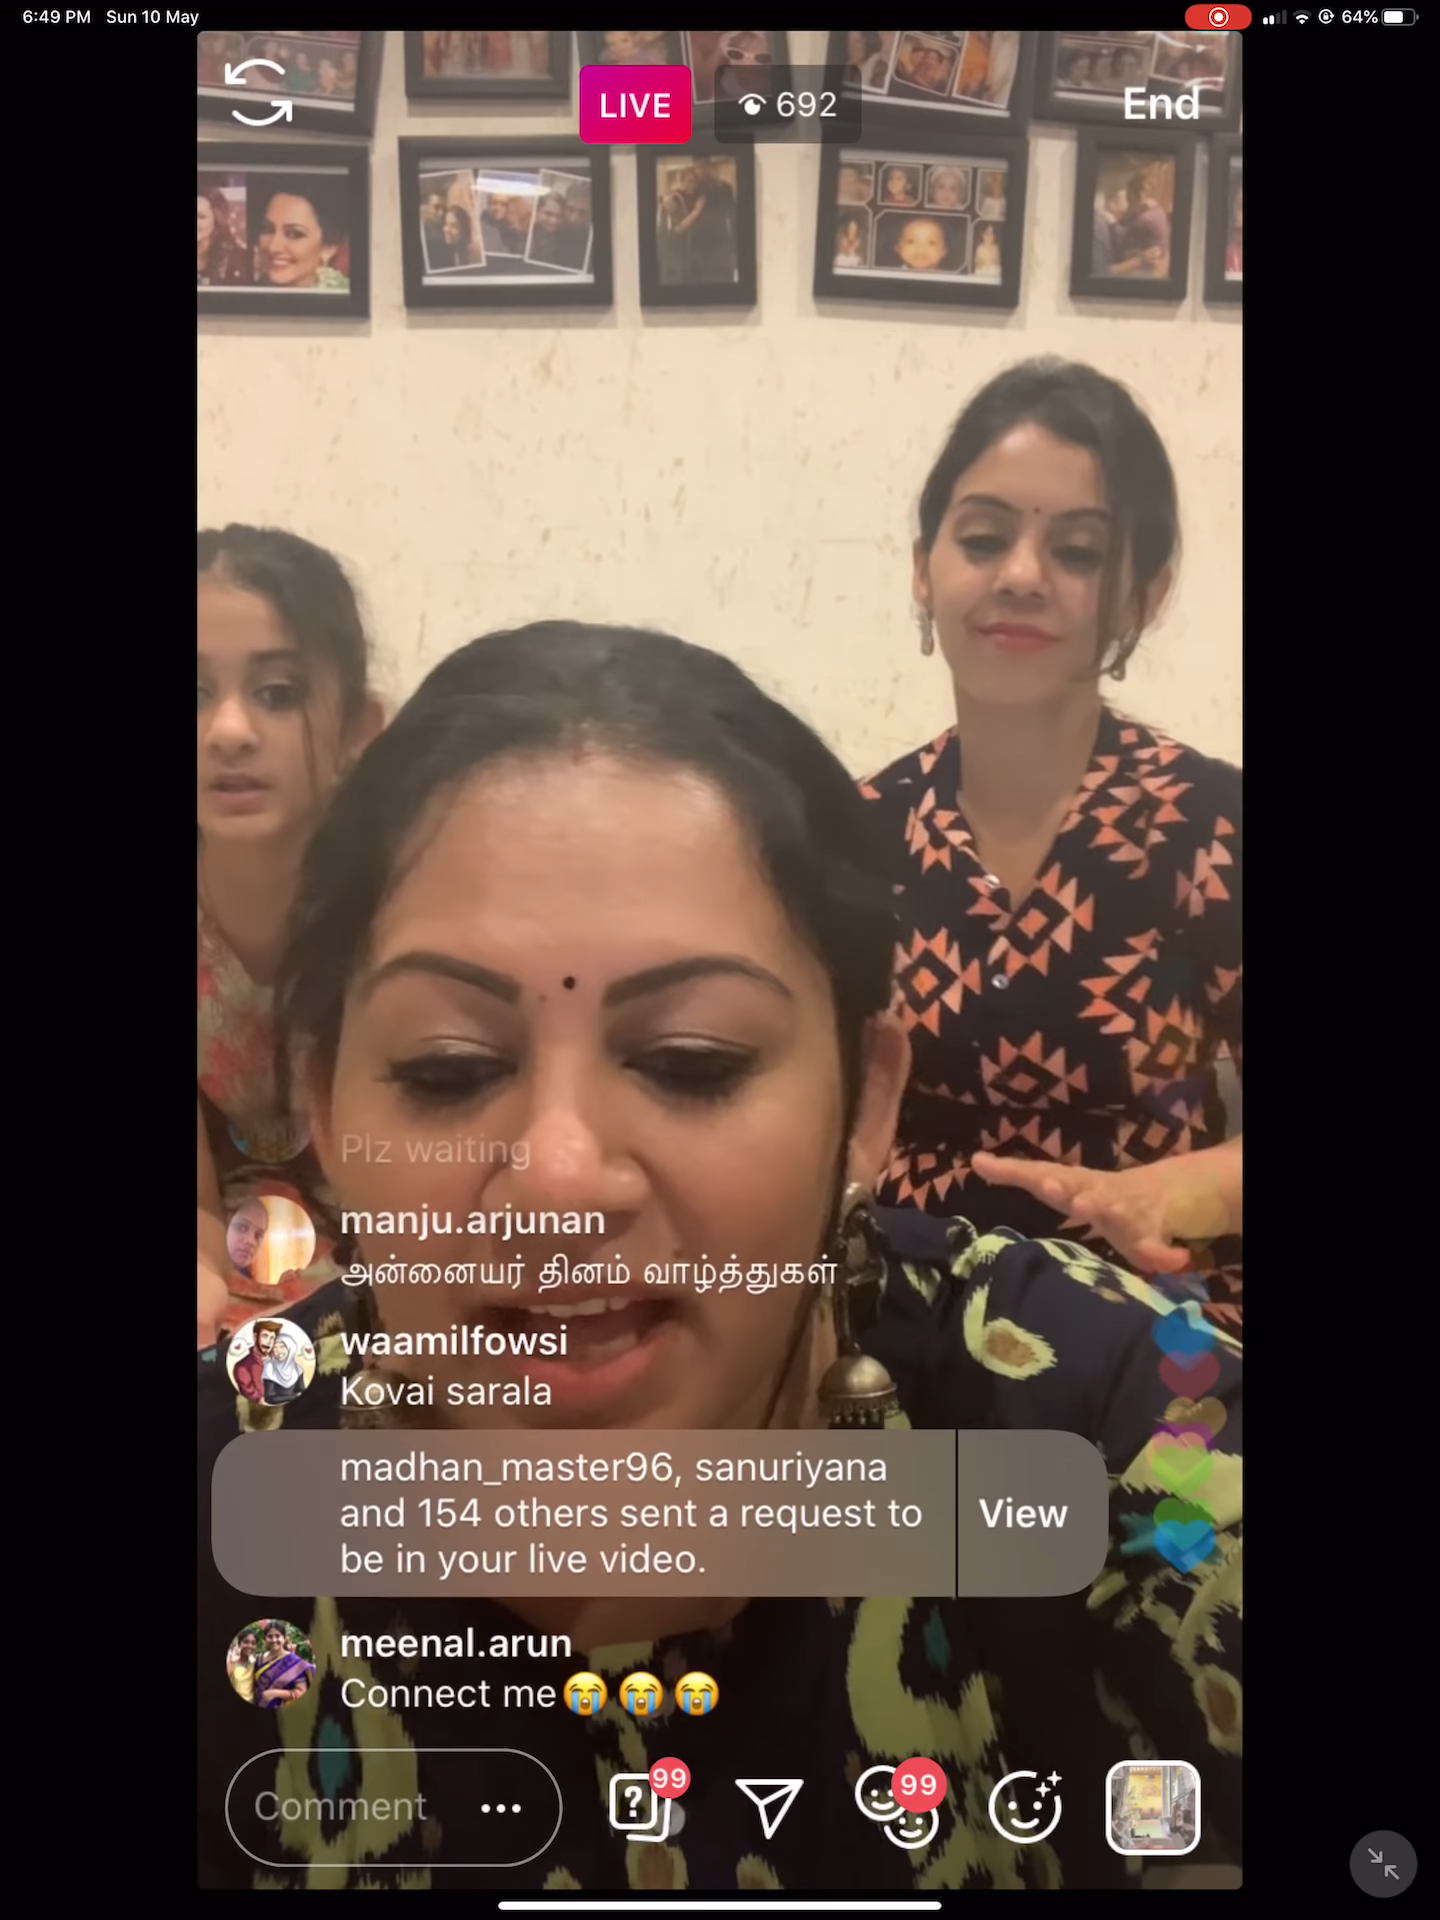 6:49 PM Sun 10 May
64%
LIVE
692
End
Plz waiting
manju.arjunan
அன்னையர் தினம் வாழ்த்துகள்
waamilfowsi
Kovai sarala
madhan_master96, sanuriyana
and 154 others sent a request to
be in your live video.
View
meenal.arun
Connect me😭😭😭
Comment
99
?
99